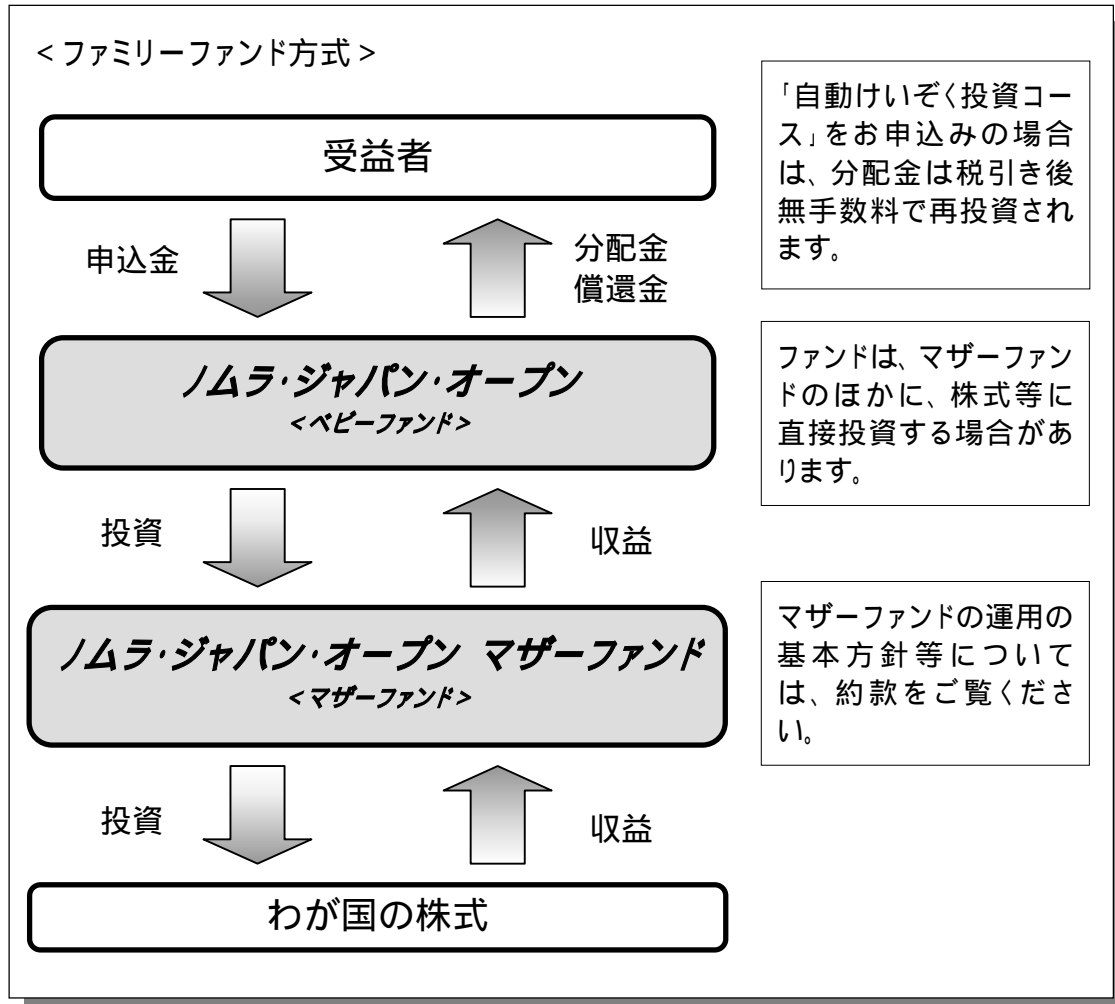 <ファミリーファンド方式>
受益者
申込金
分配金
償還金
ノムラ・ジャパン・オープン
<ベビーファンド>
投資
収益
ノムラ・ジャパン・オープン マザーファンド
<マザーファンド>
投資
収益
わが国の株式
「自動けいぞく投資コー
ス」をお申込みの場合
は、分配金は税引き後
無手数料で再投資され
ます。
ファンドは、マザーファン
ドのほかに、株式等に
直接投資する場合があ
ります。
マザーファンドの運用の
基本方針等について
は、約款をご覧くださ
い。